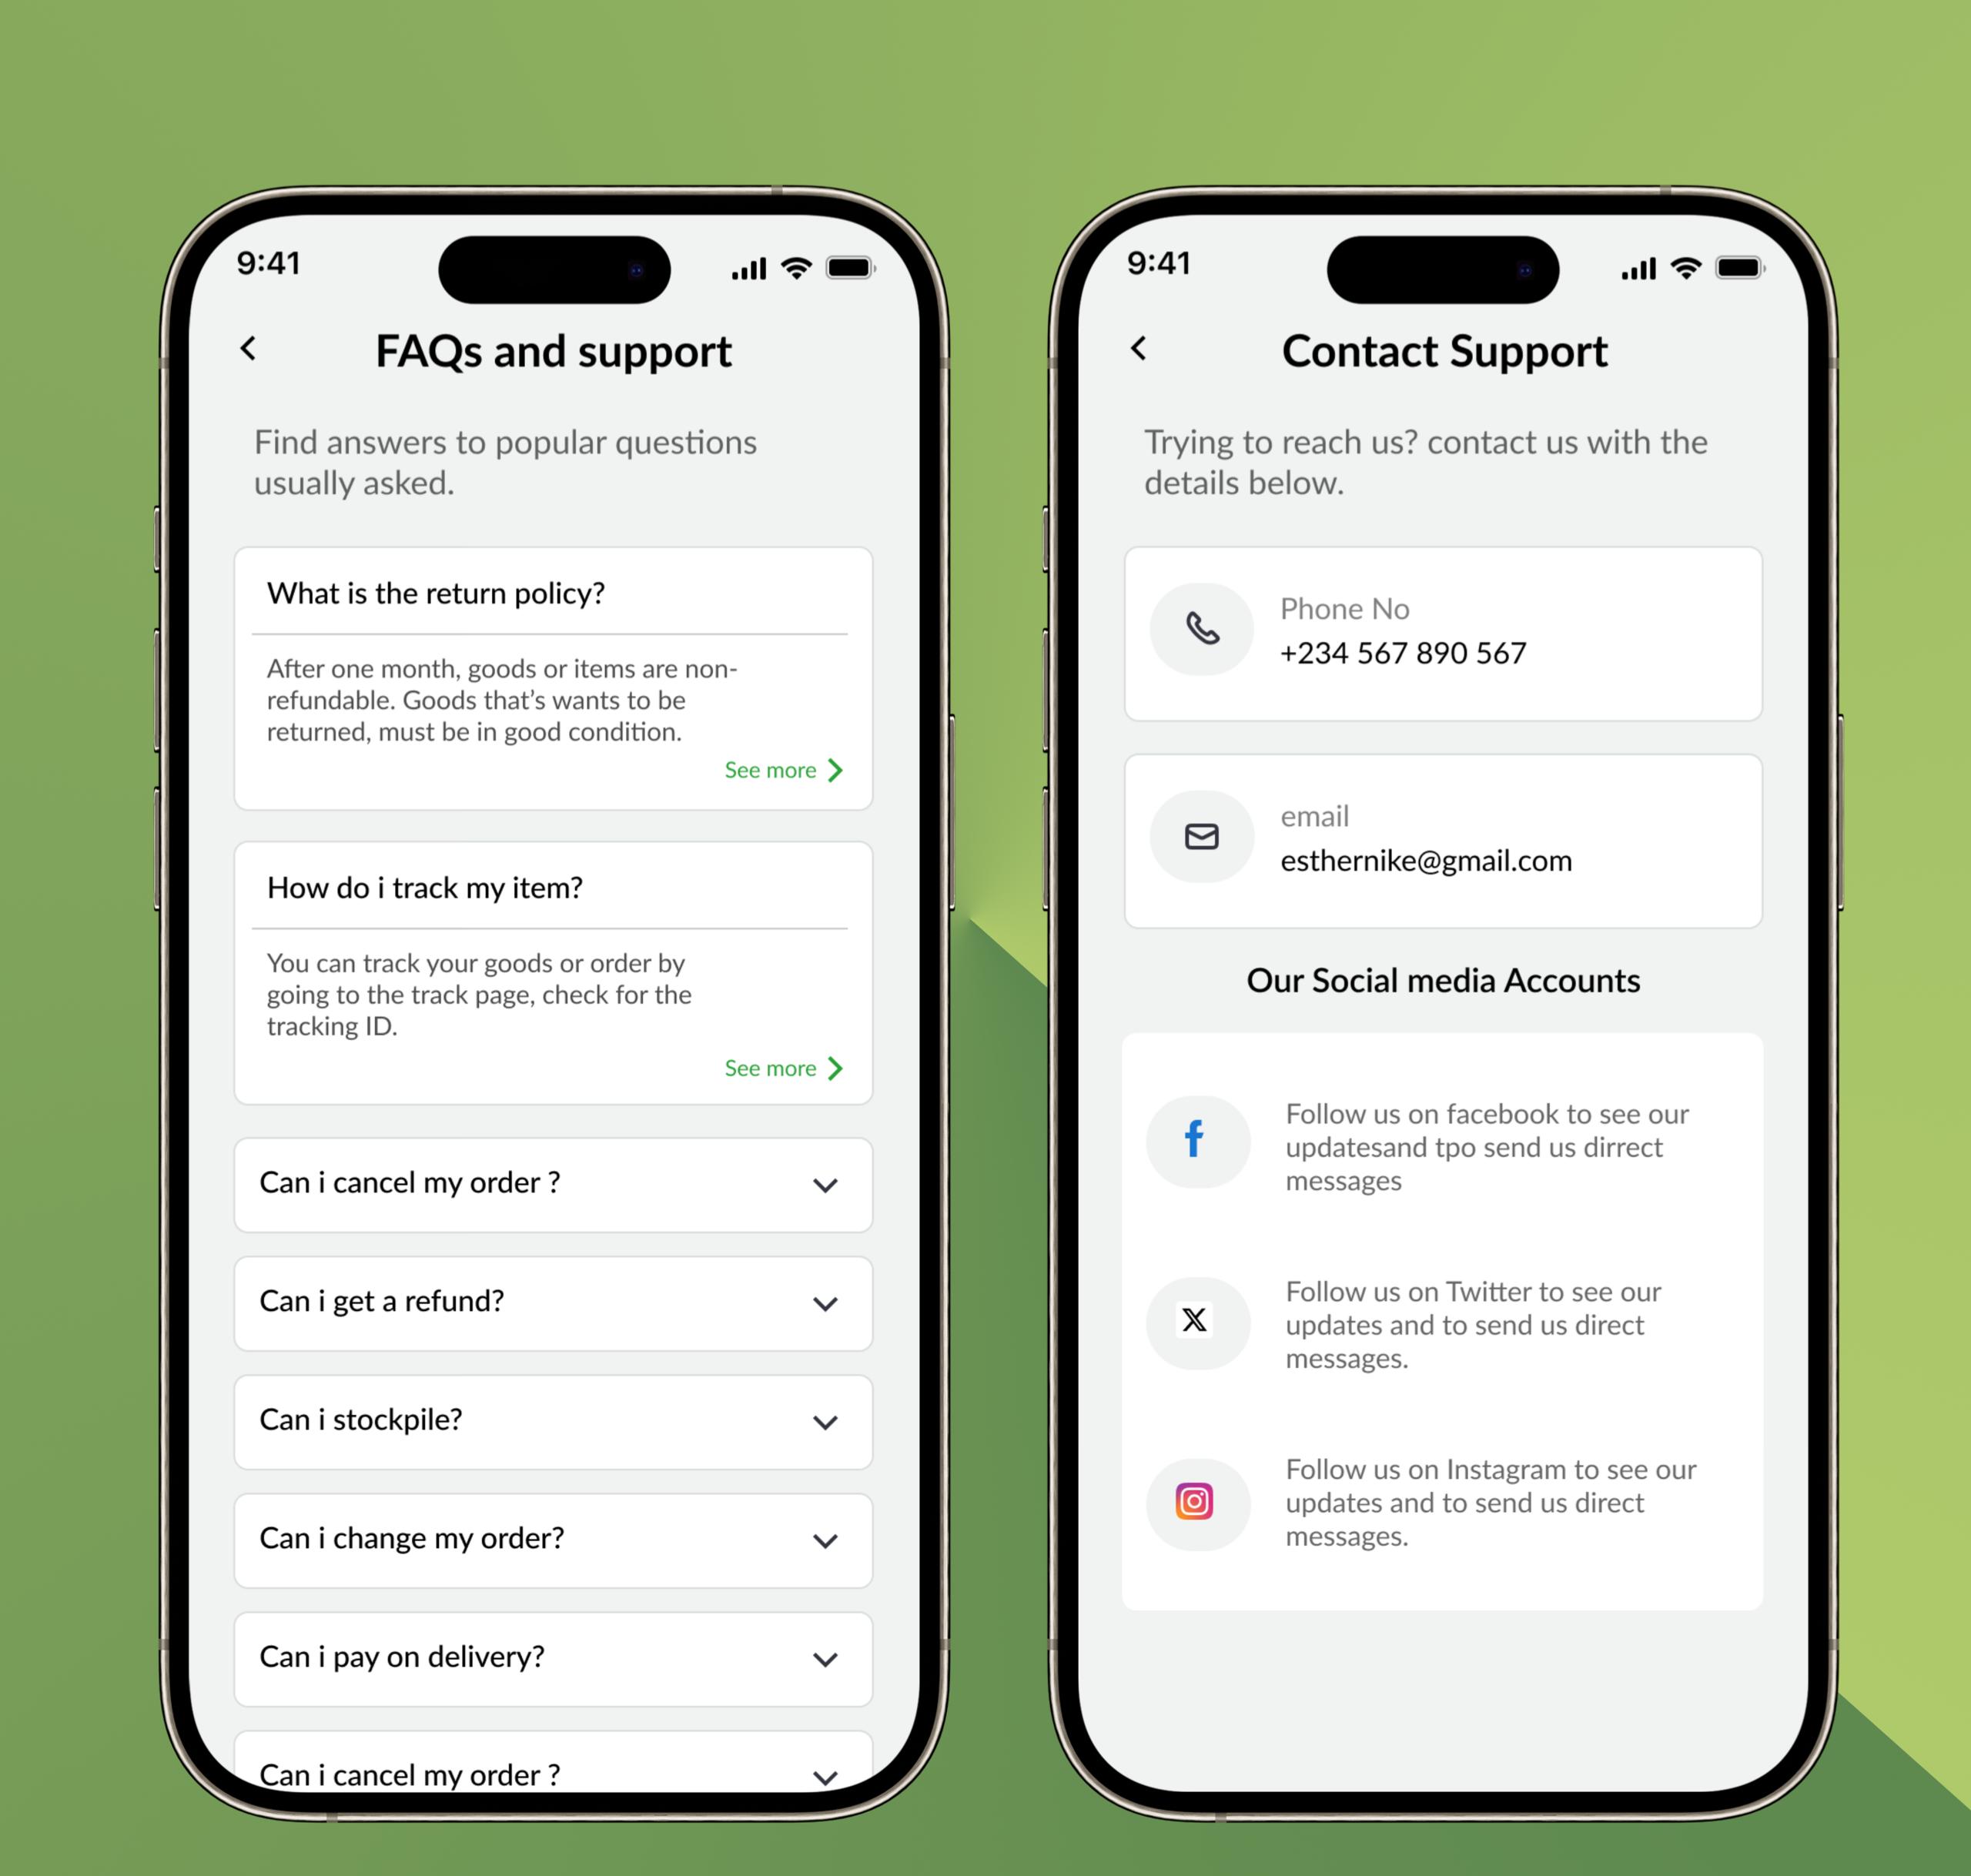 9:41
FAQs and support
Find answers to popular questions
usually asked.
What is the return policy?
After one month, goods or items are non-
refundable. Goods that’s wants to be
returned, must be in good condition.
See more
How do i track my item?
You can track your goods or order by
going to the track page, check for the
tracking ID.
See more
Can i cancel my order ?
Can i get a refund?
Can i stockpile?
Can i change my order?
Can i pay on delivery?
Can i cancel my order ?
9:41
Contact Support
Trying to reach us? contact us with the
details below.
Phone No
+234 567 890 567
email
esthernike@gmail.com
Our Social media Accounts
Follow us on facebook to see our
updatesand tpo send us dirrect
messages
Follow us on Twitter to see our
updates and to send us direct
messages.
Follow us on Instagram to see our
updates and to send us direct
messages.